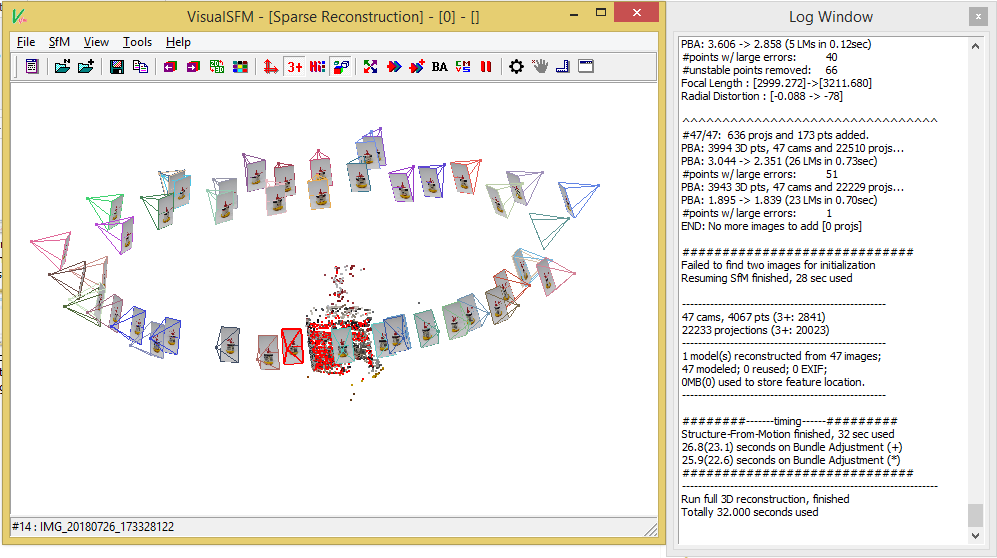 VisualSFM - [Sparse Reconstruction] - [0] - []
File SfM View Tools Help
3+
BA
#14 : IMG_20180726_173328122
Log Window
PBA: 3.606 -> 2.858 (5 LMs in 0.12sec)
#points w/ large errors: 40
#unstable points removed: 66
Focal Length : [2999.272]->[3211.680]
Radial Distortion : [-0.088 -> -78]
^^^^^^^^^^^^^^^^^^^^^^^^^^^^^^^^
#47/47: 636 projs and 173 pts added.
PBA: 3994 3D pts, 47 cams and 22510 projs...
PBA: 3.044 -> 2.351 (26 LMs in 0.73sec)
#points w/ large errors: 51
PBA: 3943 3D pts, 47 cams and 22229 projs...
PBA: 1.895 -> 1.839 (23 LMs in 0.70sec)
#points w/ large errors: 1
END: No more images to add [0 projs]
#############################
Failed to find two images for initialization
Resuming SfM finished, 28 sec used
----------------------------------------------------
47 cams, 4067 pts (3+: 2841)
22233 projections (3+: 20023)
----------------------------------------------------
1 model(s) reconstructed from 47 images;
47 modeled; 0 reused; 0 EXIF;
0MB(0) used to store feature location.
----------------------------------------------------
########-------timing------#########
Structure-From-Motion finished, 32 sec used
26.8(23.1) seconds on Bundle Adjustment (+)
25.9(22.6) seconds on Bundle Adjustment (*)
#############################
-----------------------------------------------------------------
Run full 3D reconstruction, finished
Totally 32.000 seconds used